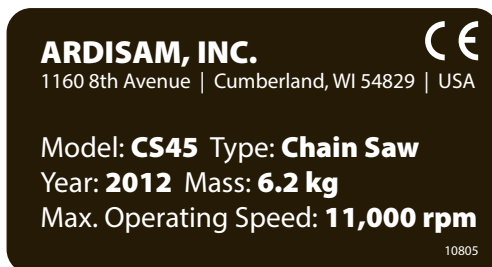 ARDISAM, INC. CE
1160 8th Avenue | Cumberland, WI 54829 | USA
Model: CS45 Type: Chain Saw
Year: 2012 Mass: 6.2 kg
Max. Operating Speed: 11,000 rpm
10805